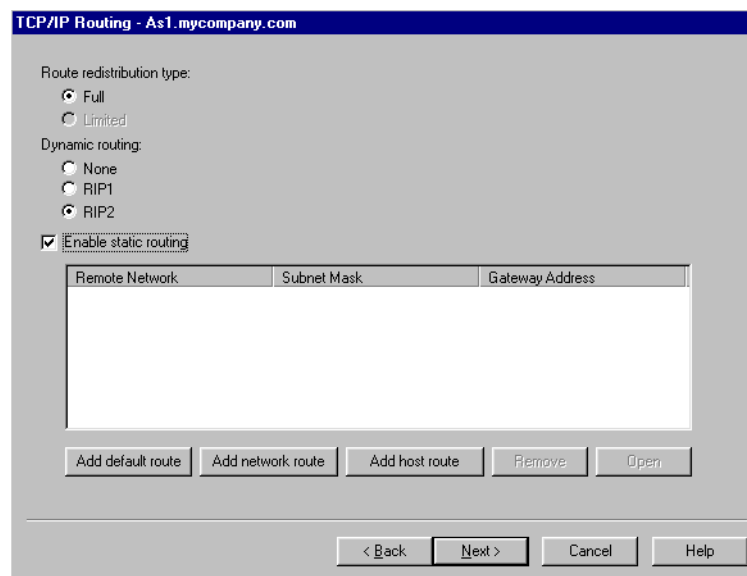 TCP/IP Routing - As1.mycompany.com
Route redistribution type:
Full
Limited
Dynamic routing:
None
RIP1
RIP2
Enable static routing
Remote Network Subnet Mask Gateway Address
Add default route Add network route Add host route Remove Open
< Back Next > Cancel Help